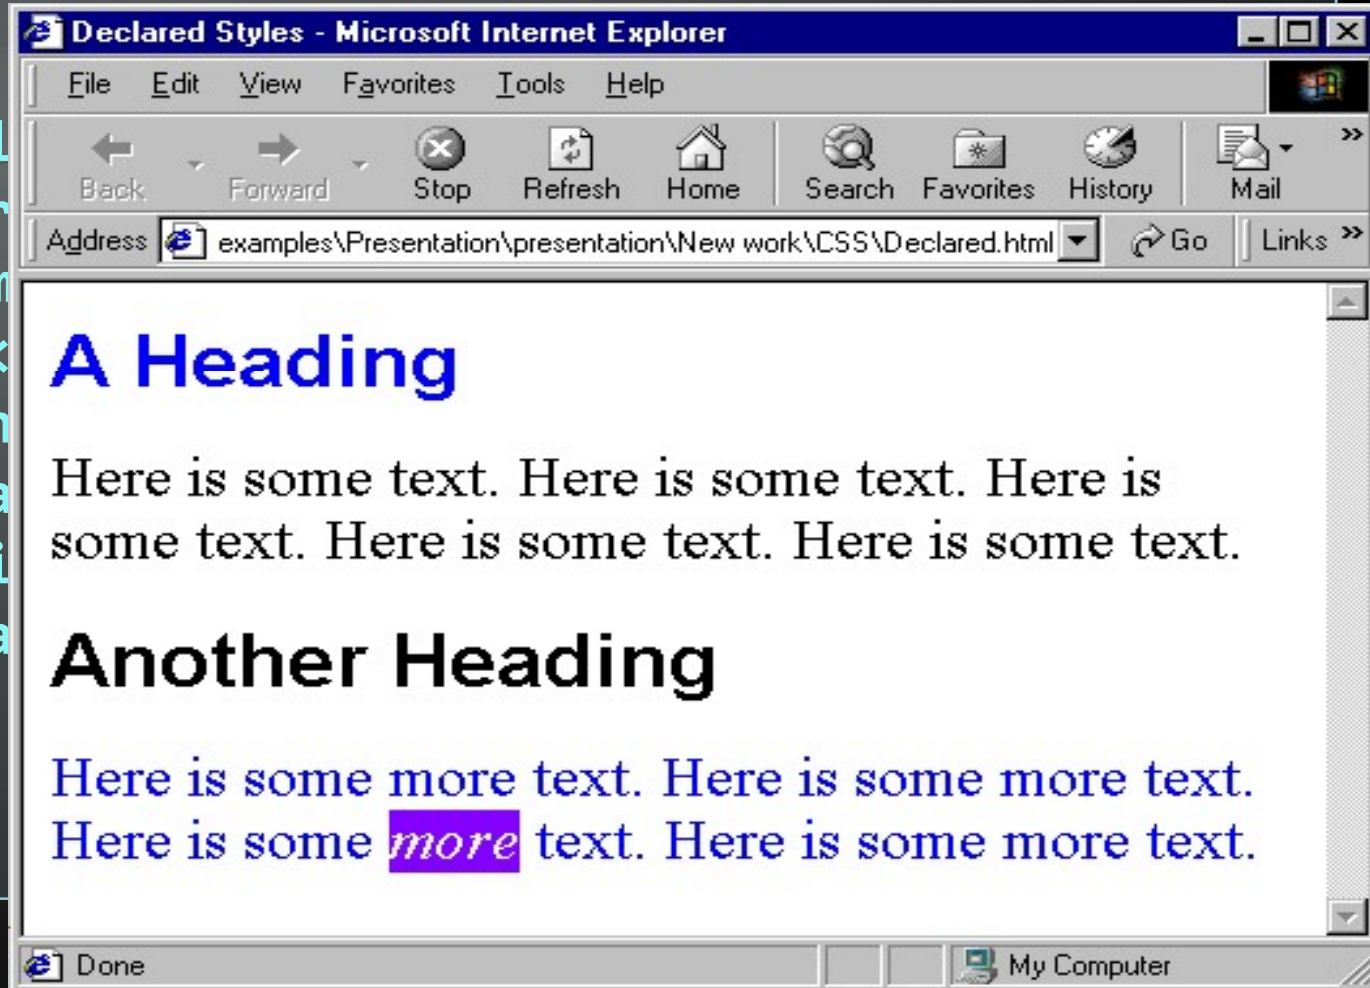 Declared Styles - Microsoft Internet Explorer
File Edit View Favorites Tools Help
Back Forward Stop Refresh Home Search Favorites History Mail »
Address examples\Presentation\presentation\New work\CSS\Declared.html Go Links »
A Heading
Here is some text. Here is some text. Here is
some text. Here is some text. Here is some text.
Another Heading
Here is some more text. Here is some more text.
Here is some more text. Here is some more text.
Done My Computer